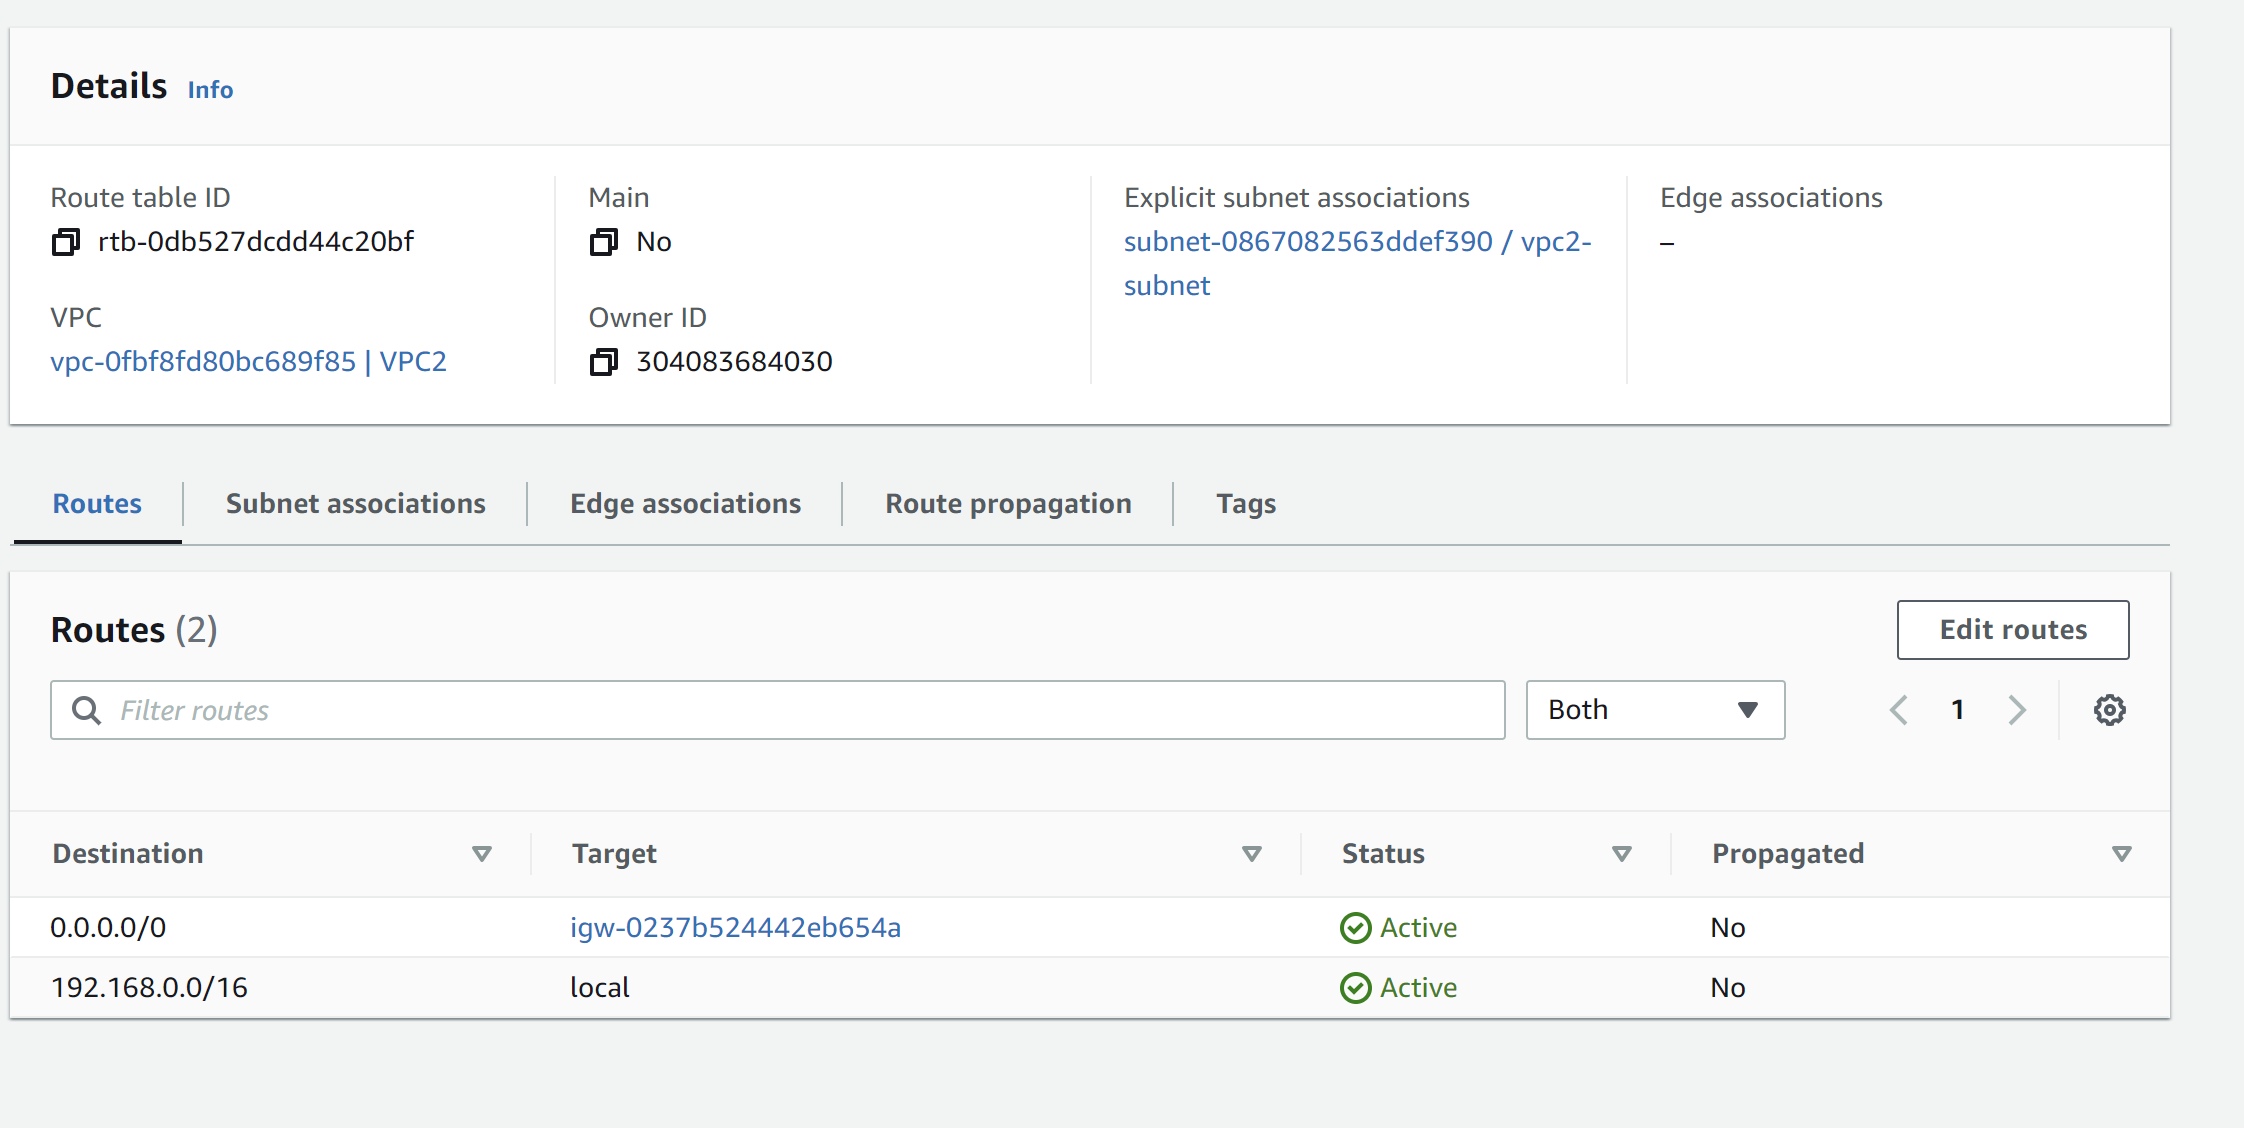 Details Info
Route table ID
rtb-0db527dcdd44c20bf
Main
No
Explicit subnet associations
subnet-0867082563ddef390 / vpc2-
subnet
Edge associations
–
VPC
vpc-0fbf8fd80bc689f85 | VPC2
Owner ID
304083684030
Routes Subnet associations Edge associations Route propagation Tags
Routes (2)
Edit routes
Filter routes
Both
1
Destination Target Status Propagated
0.0.0.0/0 igw-0237b524442eb654a Active No
192.168.0.0/16 local Active No